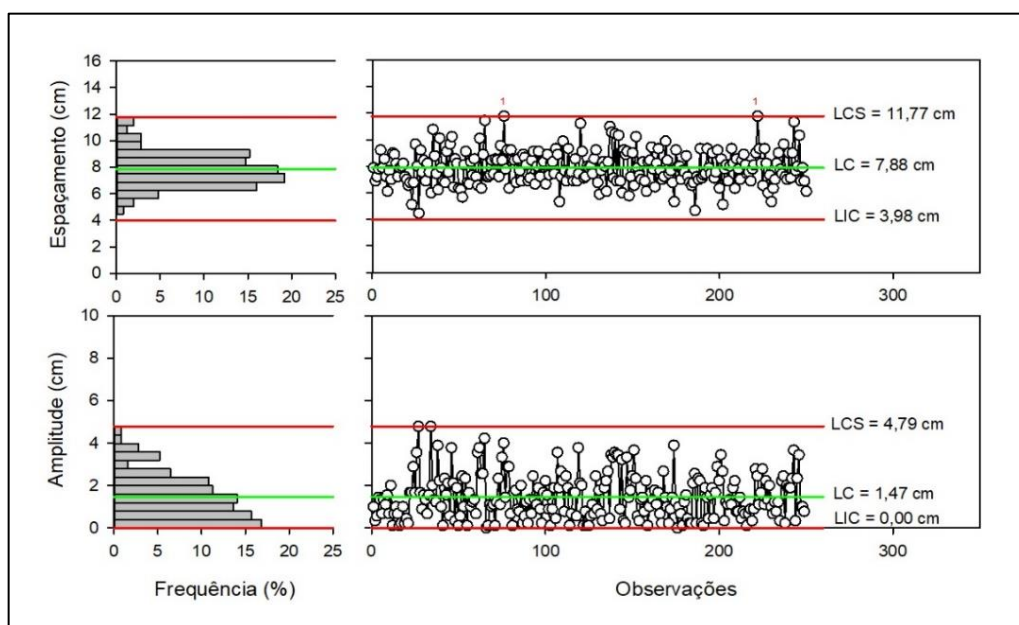 Espaçamento (cm)
16
14
12
10
8
6
4
2
0
0 5 10 15 20 25
1 1
LCS = 11,77 cm
LC = 7,88 cm
LIC = 3,98 cm
0 100 200 300
Amplitude (cm)
10
8
6
4
2
0
0 5 10 15 20 25
Frequência (%)
LCS = 4,79 cm
LC = 1,47 cm
LIC = 0,00 cm
0 100 200 300
Observações